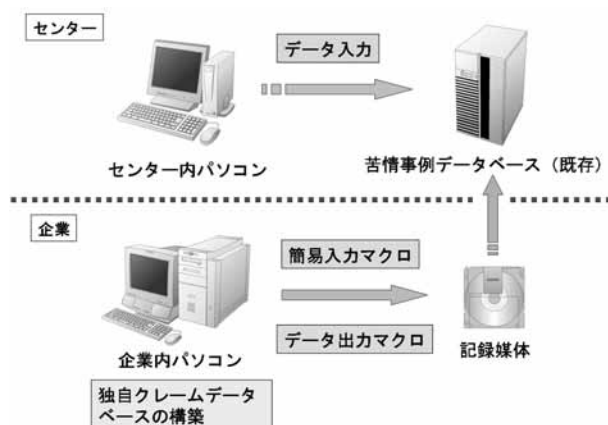 センター
データ入力
センター内パソコン
苦情事例データベース（既存）
企業
簡易入力マクロ
データ出力マクロ
企業内パソコン
記録媒体
独自クレームデータ
ベースの構築